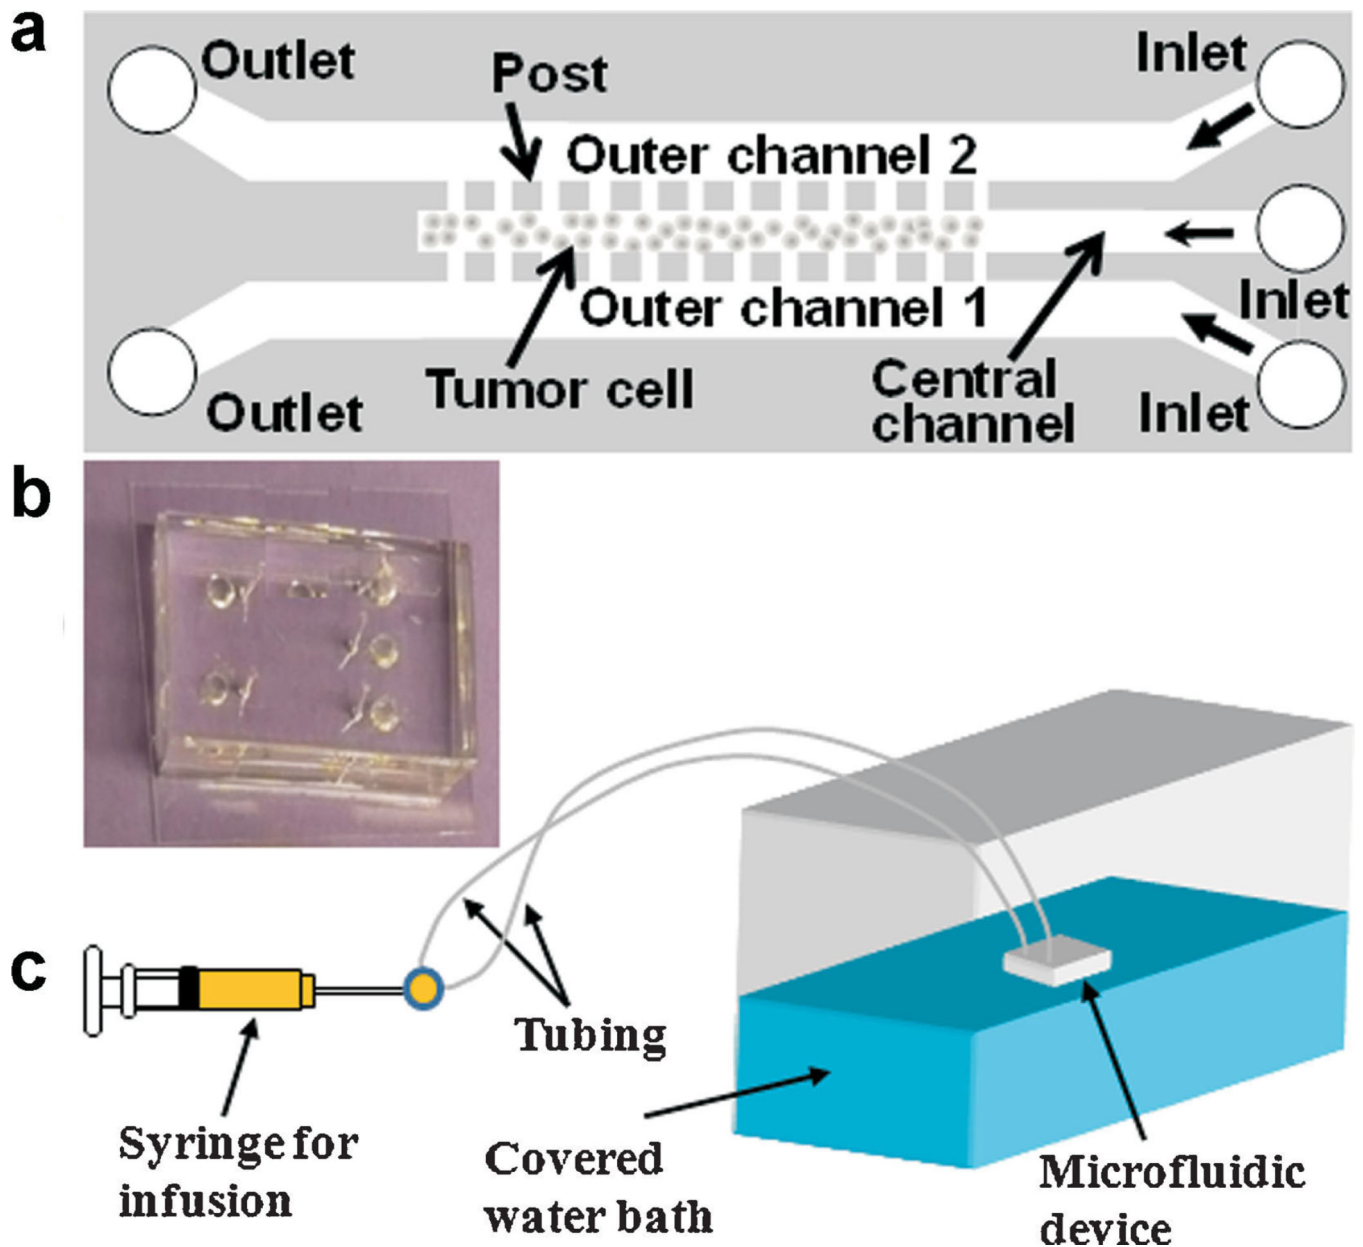 a
Outlet
Post
Inlet
Outer channel 2
Outer channel 1
Inlet
Tumor cell
Central
channel
Outlet
Inlet
b
c
Tubing
Syringe for
infusion
Covered
water bath
Microfluidic
device